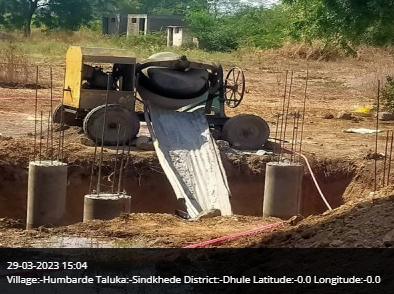 29-03-2023 15:04
Village:-Humbarde Taluka:-Sindkhede District:-Dhule Latitude:-0.0 Longitude:-0.0